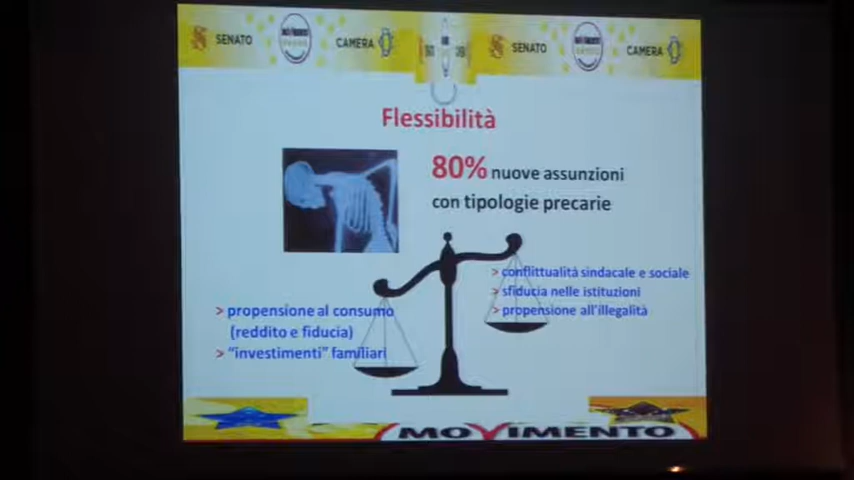 SENATO
CAMERA
SENATO
CAMERA
Flessibilità
80% nuove assunzioni
con tipologie precarie
> conflittualità sindacale e sociale
> sfiducia nelle istituzioni
> propensione all'illegalità
> propensione al consumo
(reddito e fiducia)
> "investimenti" familiari
MOVIMENTO